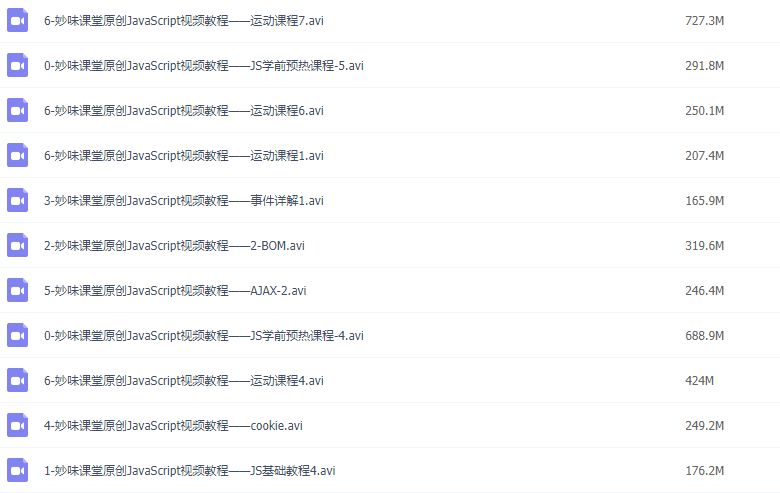 6-妙味课堂原创JavaScript视频教程——运动课程7.avi 727.3M
0-妙味课堂原创JavaScript视频教程——JS学前预热课程-5.avi 291.8M
6-妙味课堂原创JavaScript视频教程——运动课程6.avi 250.1M
6-妙味课堂原创JavaScript视频教程——运动课程1.avi 207.4M
3-妙味课堂原创JavaScript视频教程——事件详解1.avi 165.9M
2-妙味课堂原创JavaScript视频教程——2-BOM.avi 319.6M
5-妙味课堂原创JavaScript视频教程——AJAX-2.avi 246.4M
0-妙味课堂原创JavaScript视频教程——JS学前预热课程-4.avi 688.9M
6-妙味课堂原创JavaScript视频教程——运动课程4.avi 424M
4-妙味课堂原创JavaScript视频教程——cookie.avi 249.2M
1-妙味课堂原创JavaScript视频教程——JS基础教程4.avi 176.2M